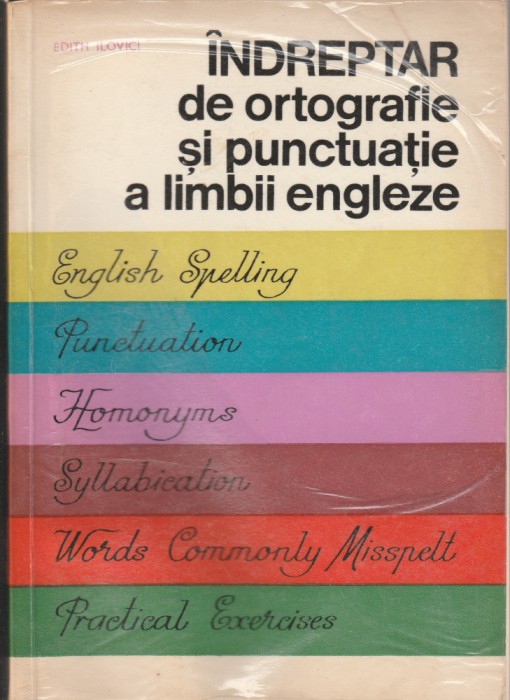 EDITH ILOVICI
ÎNDREPTAR
de ortografie
și punctuație
a limbii engleze
English Spelling
Punctuation
Homonyms
Syllabication
Words Commonly Misspelt
Practical Exercises